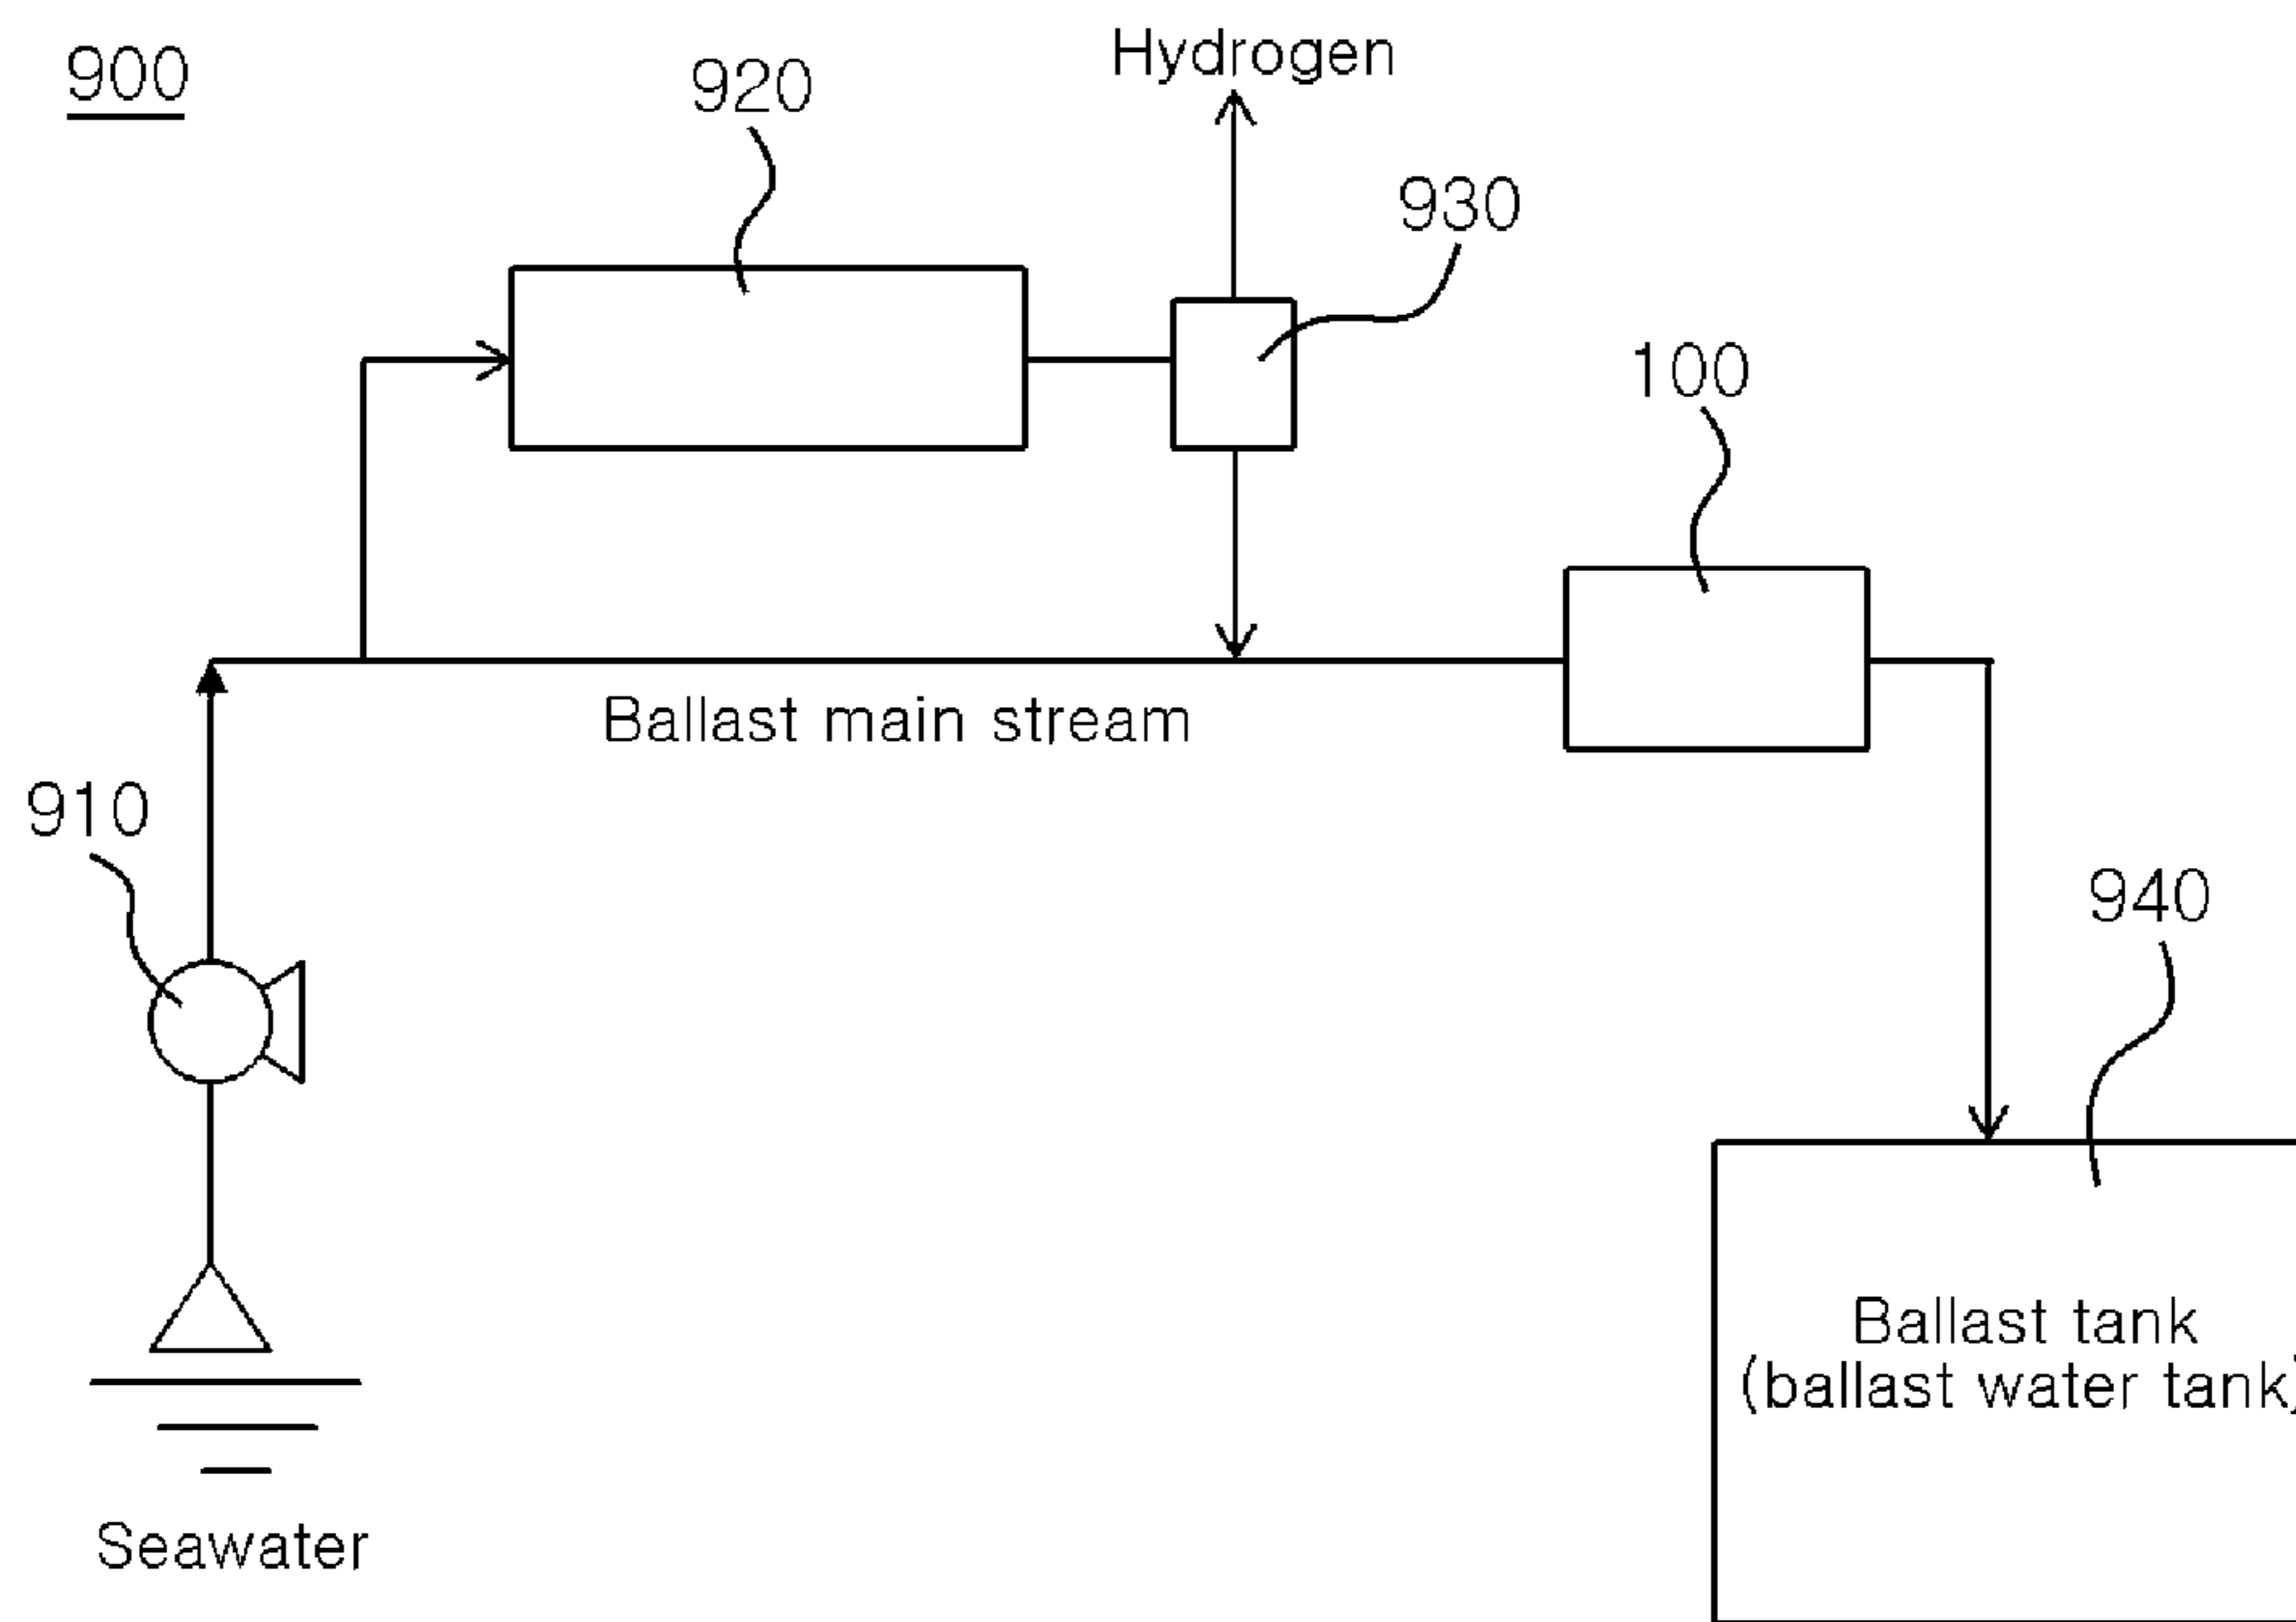 900
920
Hydrogen
930
100
Ballast main stream
910
940
Ballast tank
(ballast water tank)
Seawater